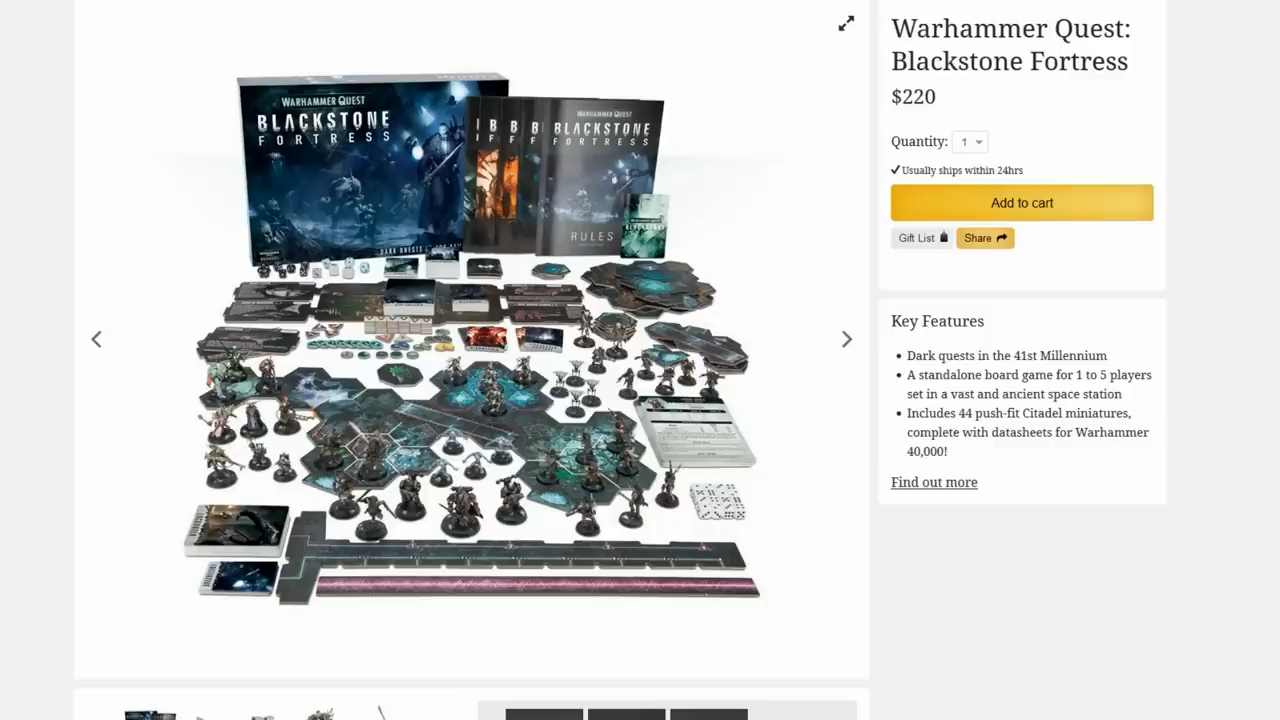 Warhammer Quest:
Blackstone Fortress
$220
Quantity: 1
Usually ships within 24hrs
Add to cart
Gift List
Share
Key Features
Dark quests in the 41st Millennium
A standalone board game for 1 to 5 players
set in a vast and ancient space station
Includes 44 push-fit Citadel miniatures,
complete with datasheets for Warhammer
40,000!
Find out more
WARHAMMER QUEST
BLACKSTONE
FORTRESS
WARHAMMER QUEST
BLACKSTONE
FORTRESS
RULES